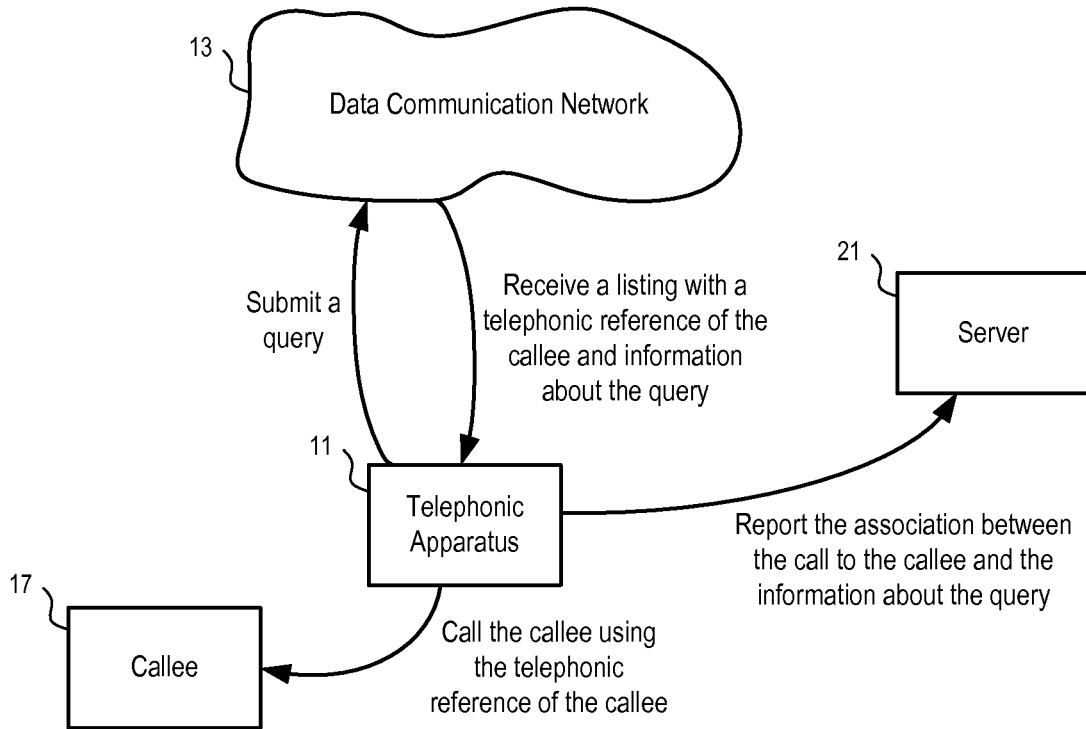 13
Data Communication Network
Submit a
query
Receive a listing with a
telephonic reference of the
callee and information
about the query
21
Server
11
Telephonic
Apparatus
Report the association between
the call to the callee and the
information about the query
17
Callee
Call the callee using
the telephonic
reference of the callee